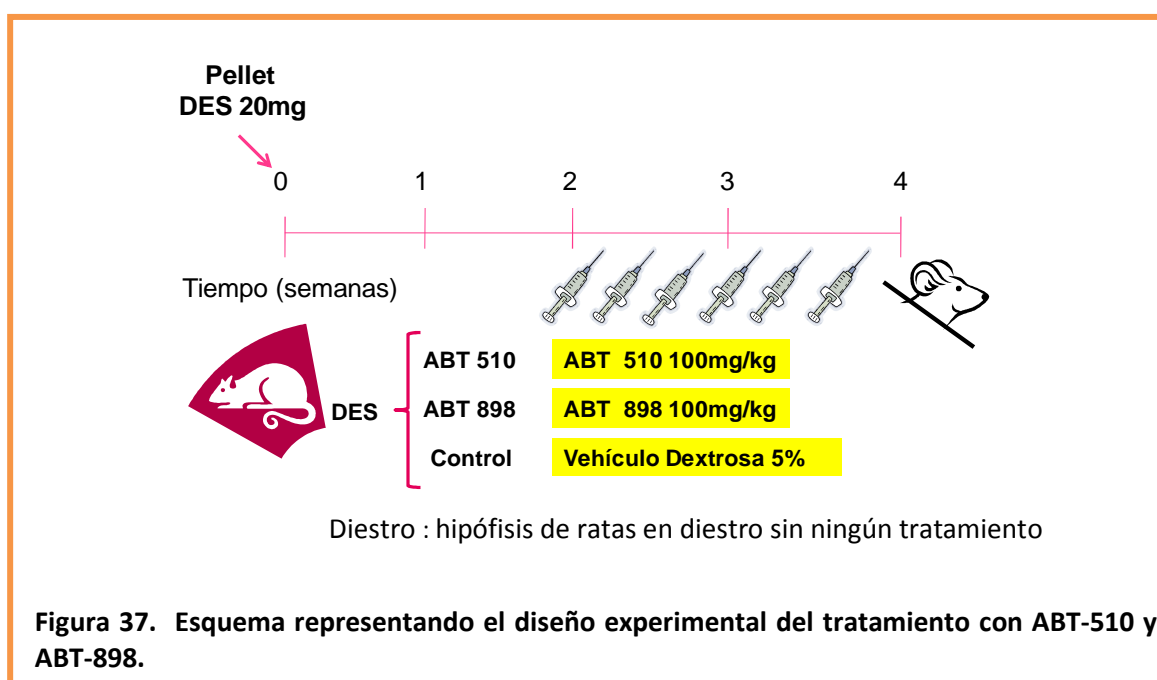 Pellet
DES 20mg
0 1 2 3 4
Tiempo (semanas)
ABT 510 ABT 510 100mg/kg
DES ABT 898 ABT 898 100mg/kg
Control Vehículo Dextrosa 5%
Diestro : hipófisis de ratas en diestro sin ningún tratamiento
Figura 37. Esquema representando el diseño experimental del tratamiento con ABT-510 y
ABT-898.